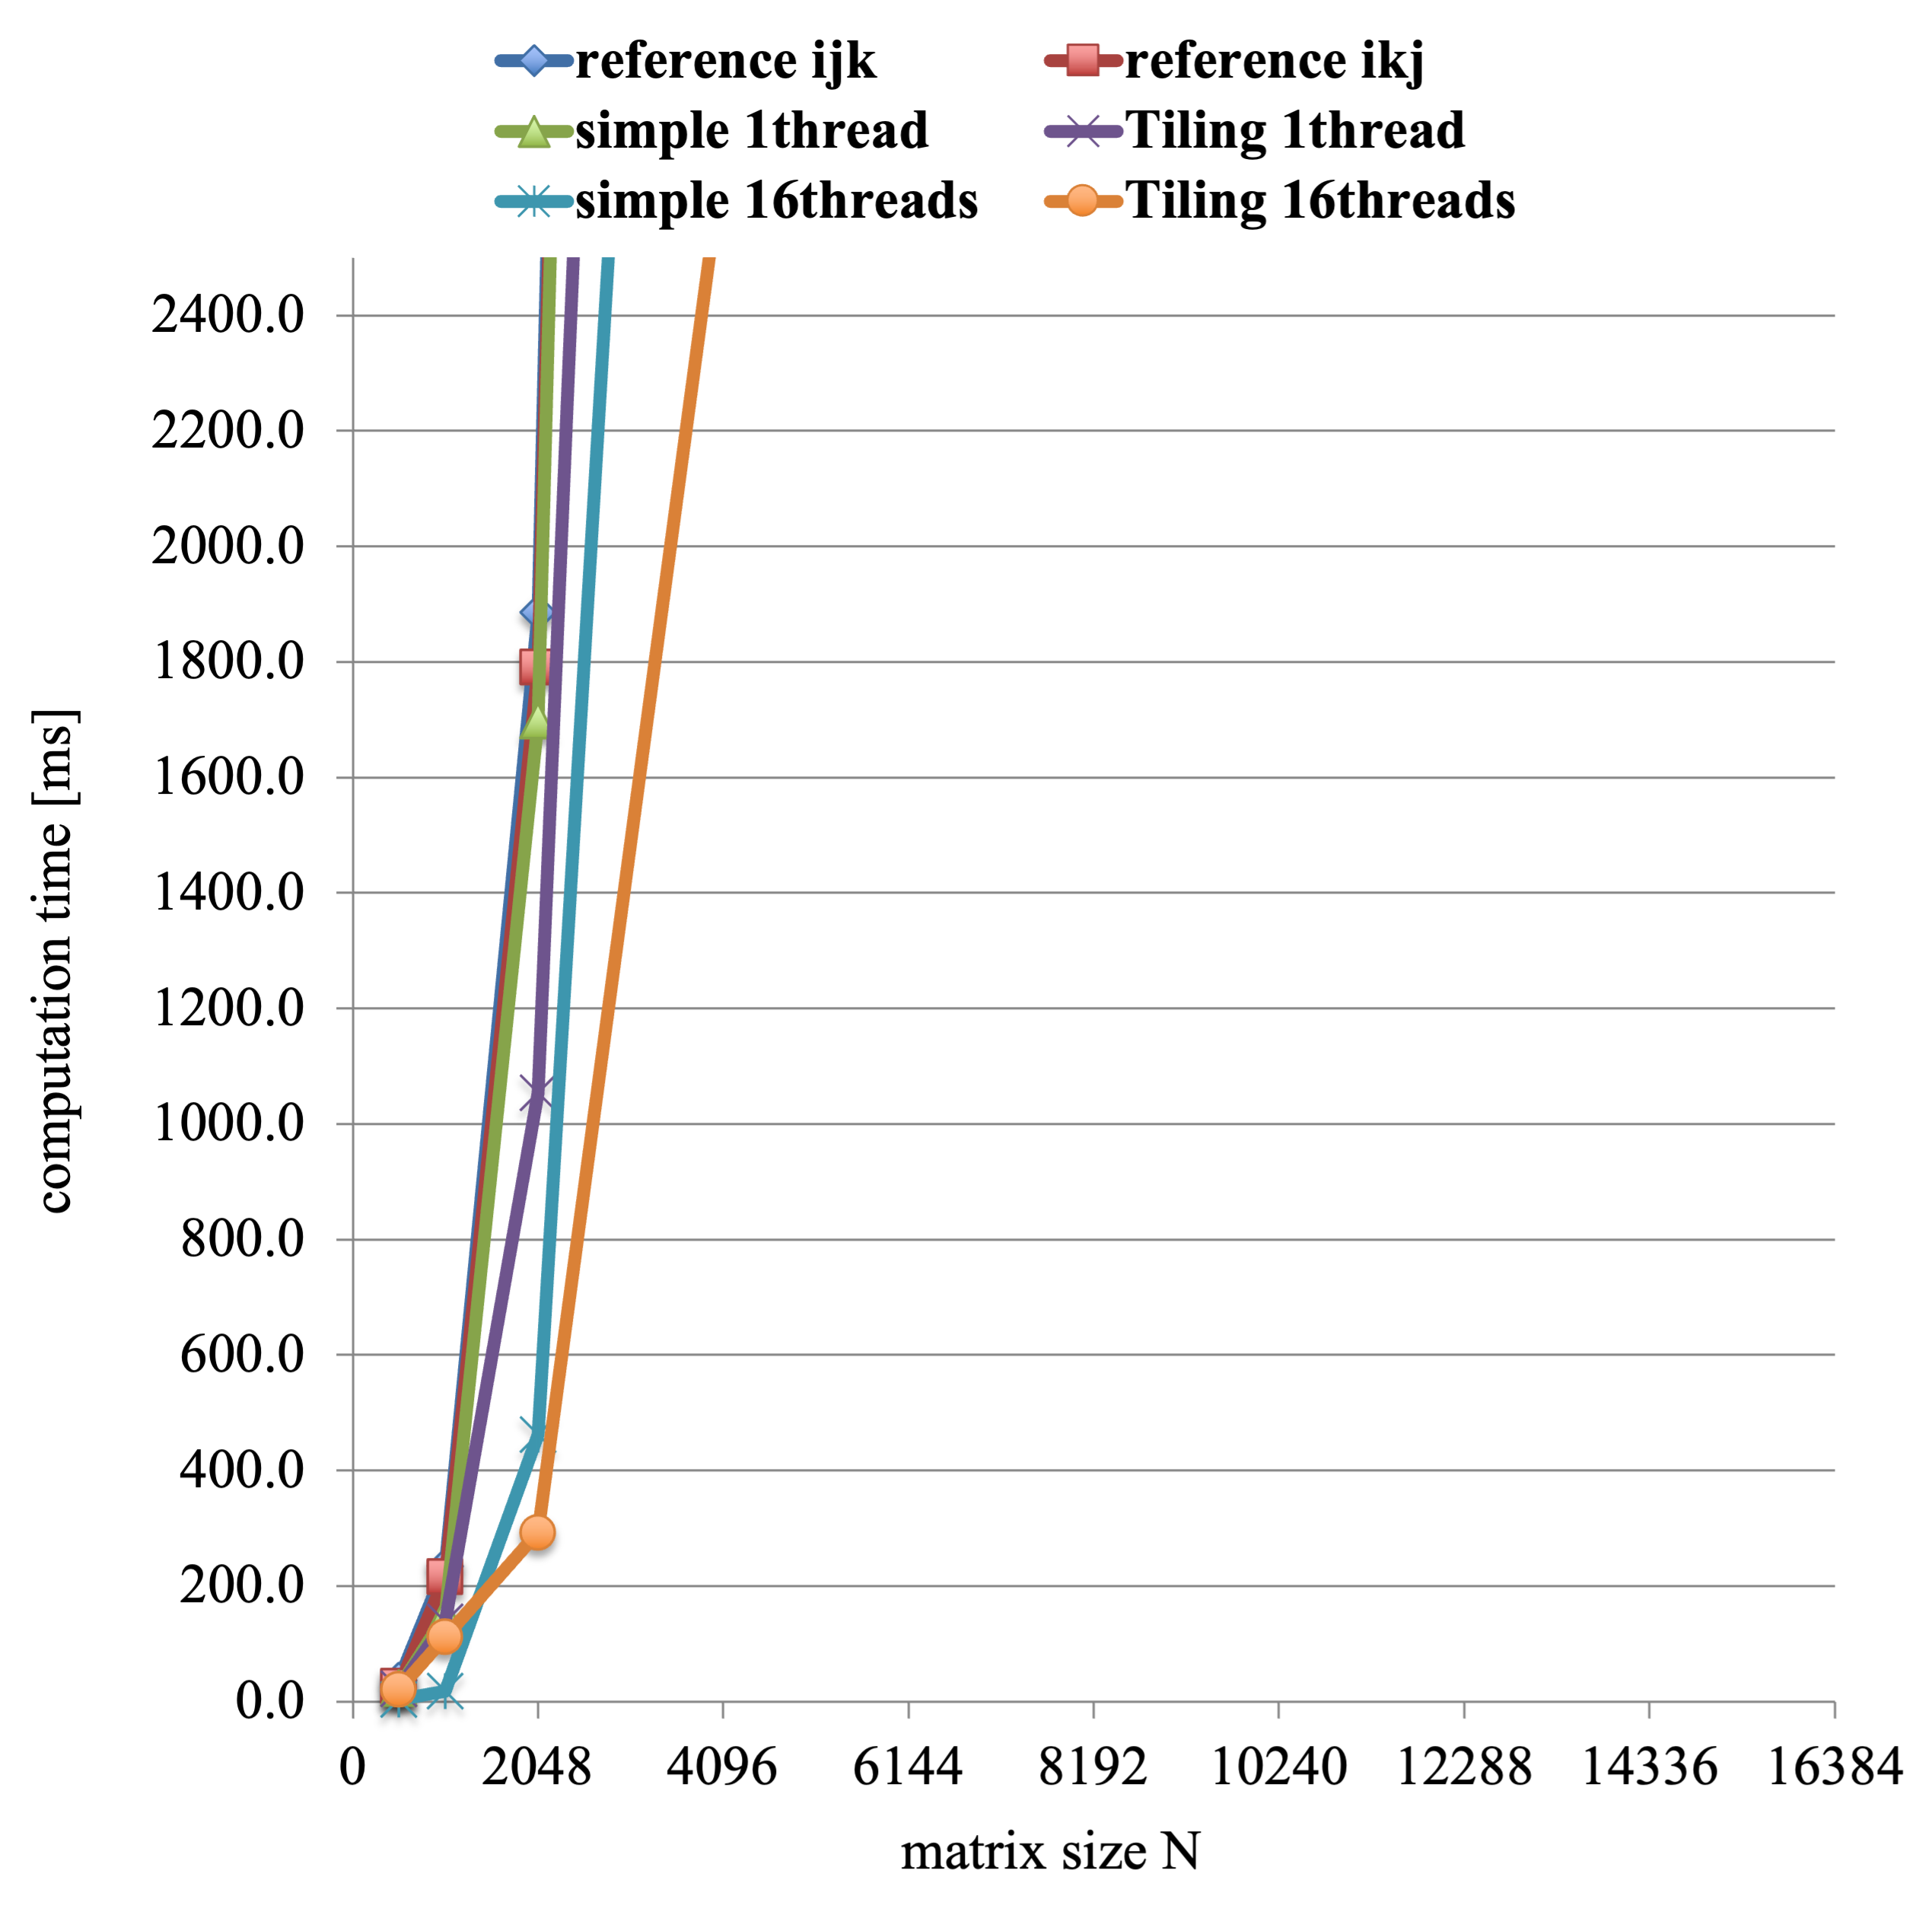 reference ijk reference ikj
simple 1thread Tiling 1thread
simple 16threads Tiling 16threads
2400.0
2200.0
2000.0
1800.0
1600.0
1400.0
1200.0
1000.0
800.0
600.0
400.0
200.0
0.0
computation time [ms]
0 2048 4096 6144 8192 10240 12288 14336 16384
matrix size N